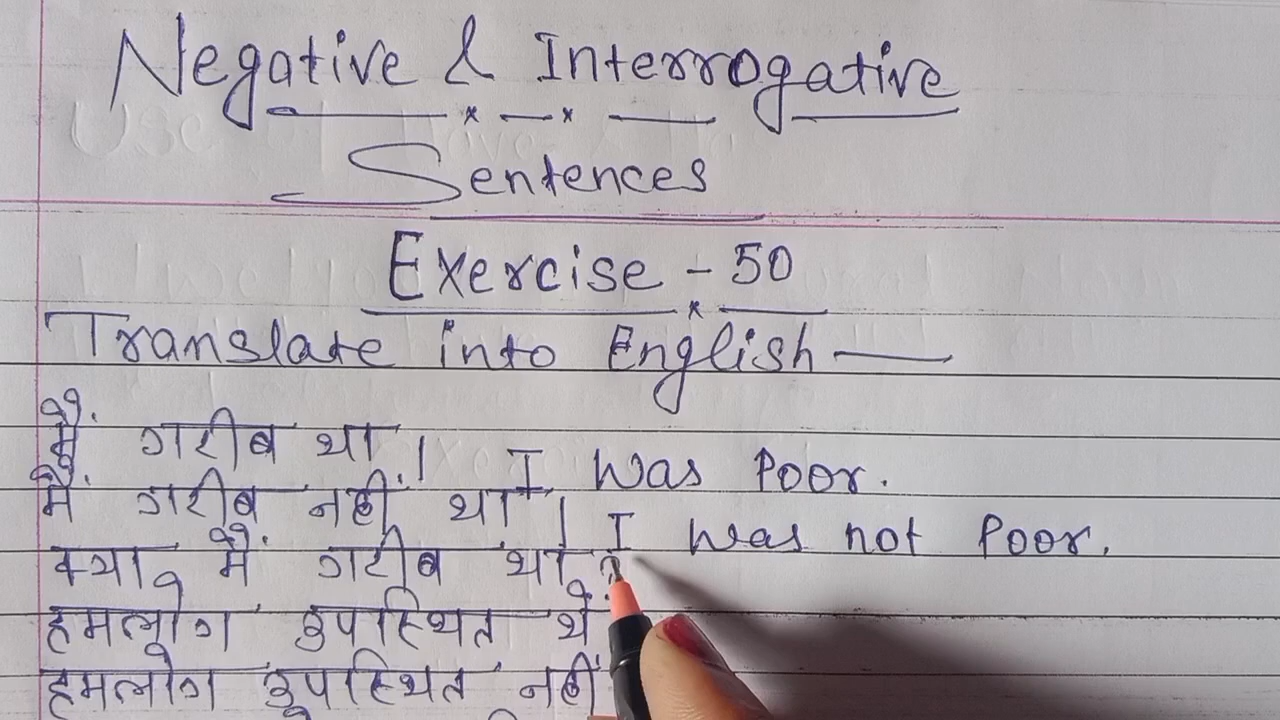 Negative & Interrogative
Sentences
Exercise - 50
Translate into English —
मैं गरीब था। I was Poor.
मैं गरीब नहीं था। I was not Poor.
क्या मैं गरीब था
हमलोग उपस्थित थे
हमलोग उपस्थित नहीं